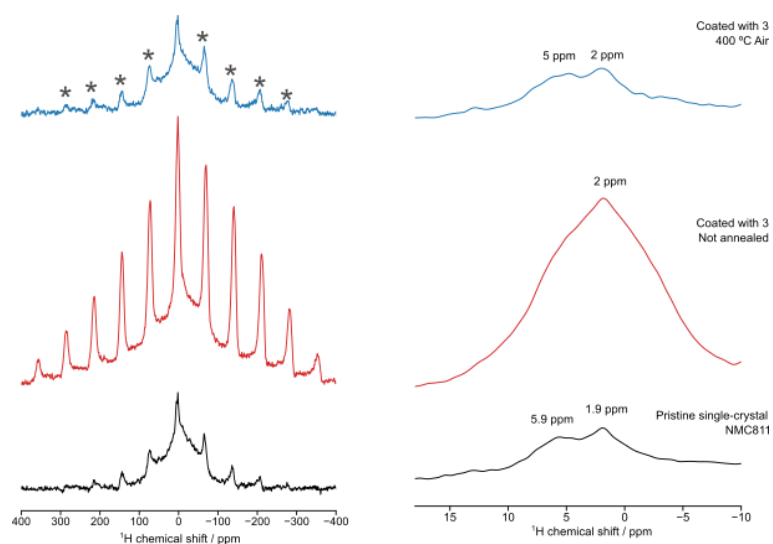 * * * * * * * *
Coated with 3
400 ºC Air
5 ppm 2 ppm
2 ppm
Coated with 3
Not annealed
5.9 ppm 1.9 ppm
Pristine single-crystal
NMC811
400 300 200 100 0 −100 −200 −300 −400
¹H chemical shift / ppm
15 10 5 0 −5 −10
¹H chemical shift / ppm